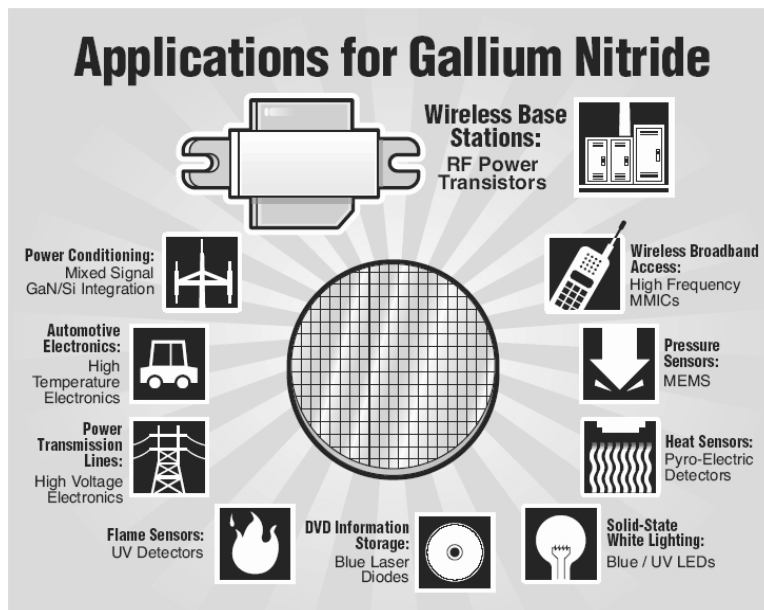 Applications for Gallium Nitride
Wireless Base
Stations:
RF Power
Transistors
Power Conditioning:
Mixed Signal
GaN/Si Integration
Wireless Broadband
Access:
High Frequency
MMICs
Automotive
Electronics:
High
Temperature
Electronics
Pressure
Sensors:
MEMS
Power
Transmission
Lines:
High Voltage
Electronics
Heat Sensors:
Pyro-Electric
Detectors
Flame Sensors:
UV Detectors
DVD Information
Storage:
Blue Laser
Diodes
Solid-State
White Lighting:
Blue / UV LEDs